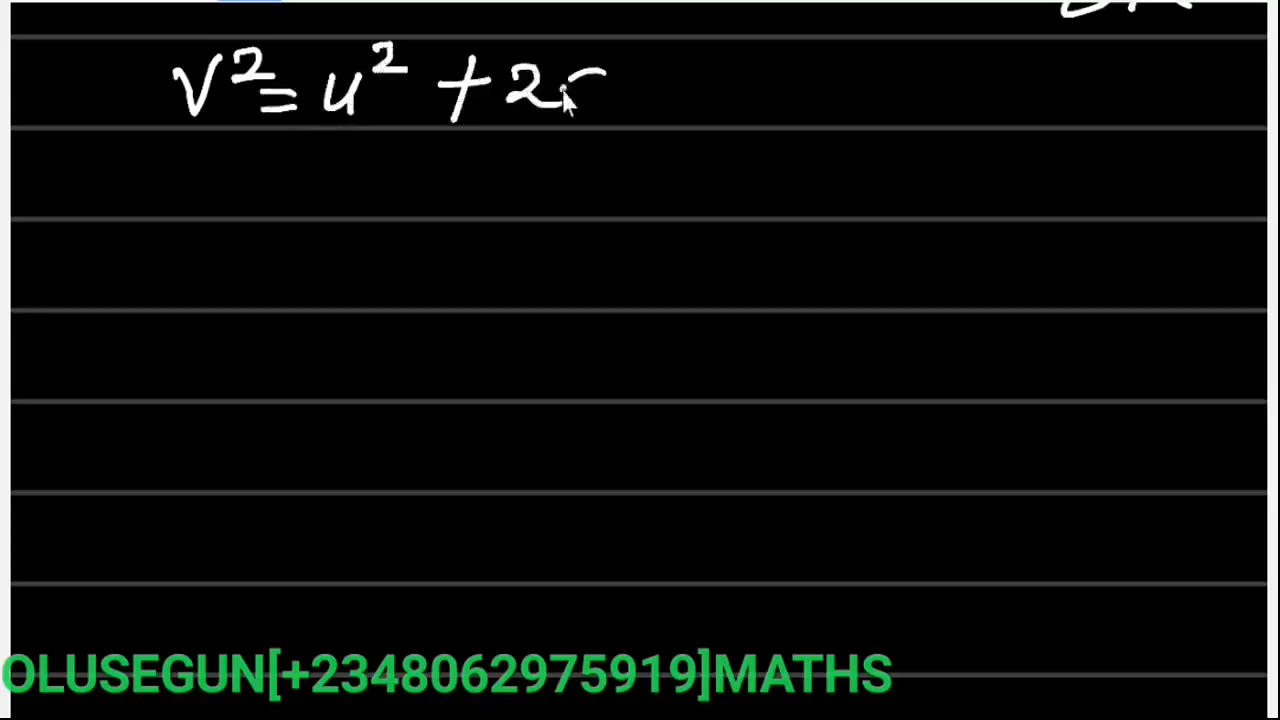 v² = u² + 2
OLUSEGUN[+2348062975919]MATHS